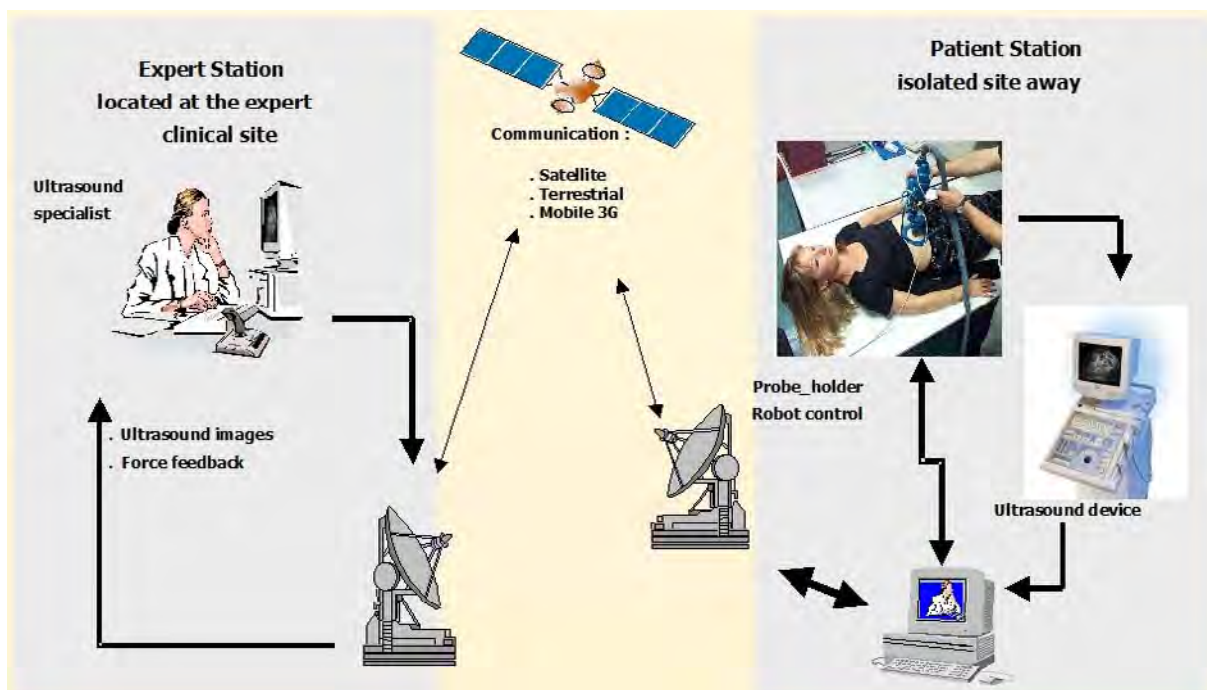 Expert Station
located at the expert
clinical site
Ultrasound
specialist
. Ultrasound images
. Force feedback
Communication :
. Satellite
. Terrestrial
. Mobile 3G
Patient Station
isolated site away
Probe_holder
Robot control
Ultrasound device